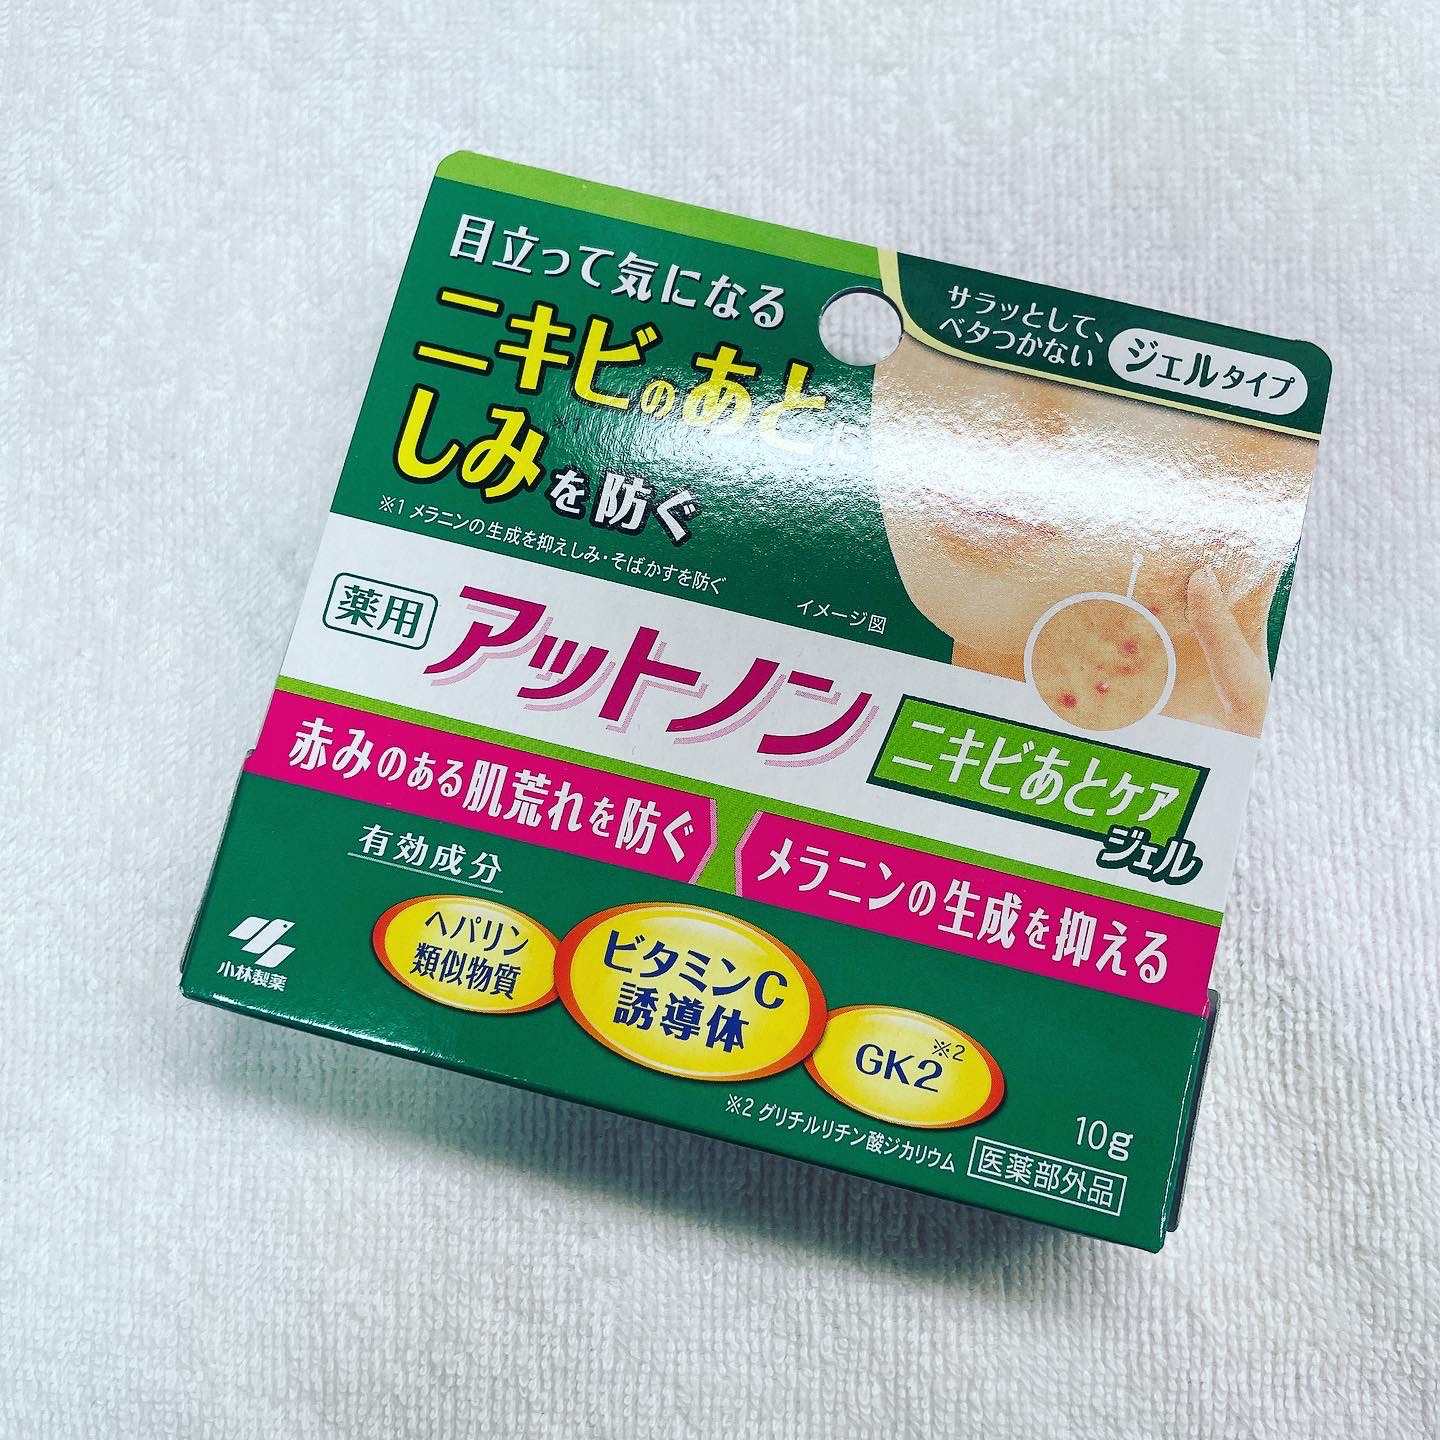 目立って気になる
ニキビのあとに
しみ※1を防ぐ
※1 メラニンの生成を抑えしみ・そばかすを防ぐ
サラッとして、
ベタつかない
ジェルタイプ
イメージ図
薬用
アットノン
ニキビあとケア
ジェル
赤みのある肌荒れを防ぐ
メラニンの生成を抑える
有効成分
ヘパリン
類似物質
ビタミンC
誘導体
GK2※2
※2 グリチルリチン酸ジカリウム
小林製薬
10g
医薬部外品